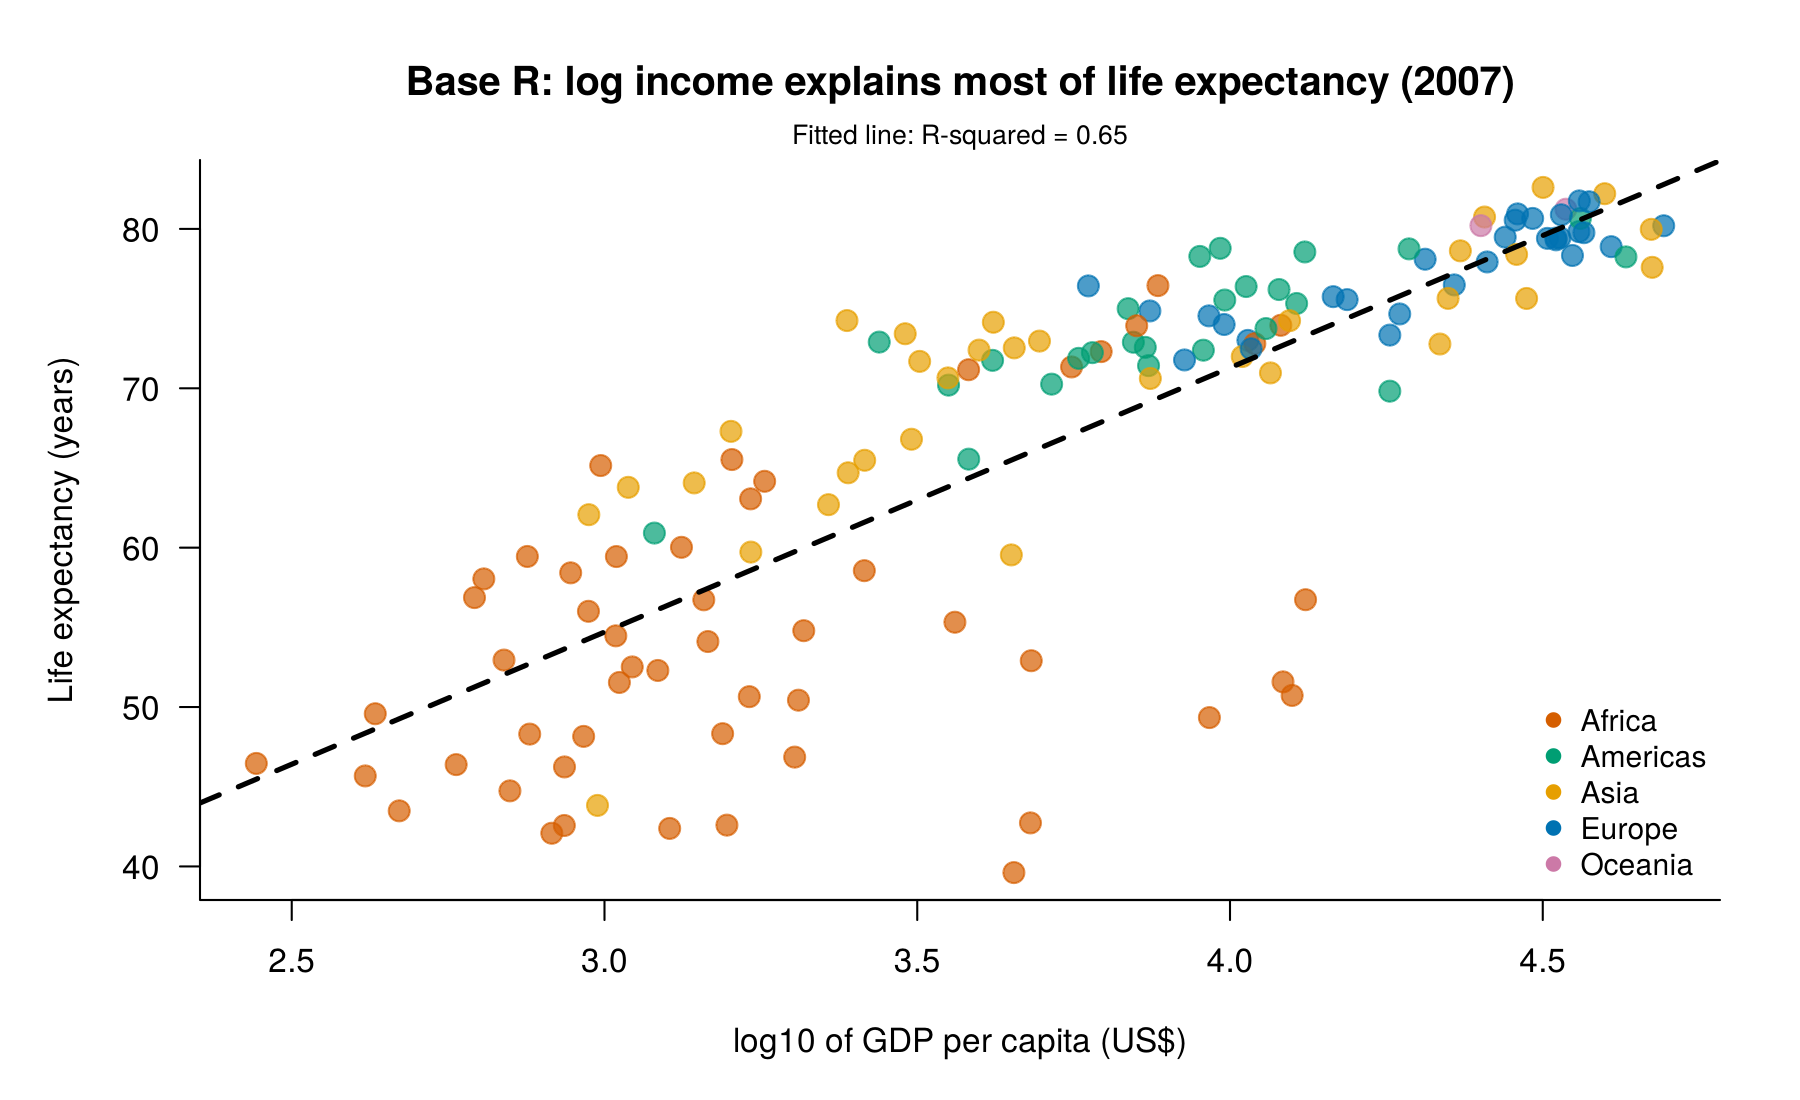 Base R: log income explains most of life expectancy (2007)
Fitted line: R-squared = 0.65
Life expectancy (years)
80
70
60
50
40
Africa
Americas
Asia
Europe
Oceania
2.5 3.0 3.5 4.0 4.5
log10 of GDP per capita (US$)